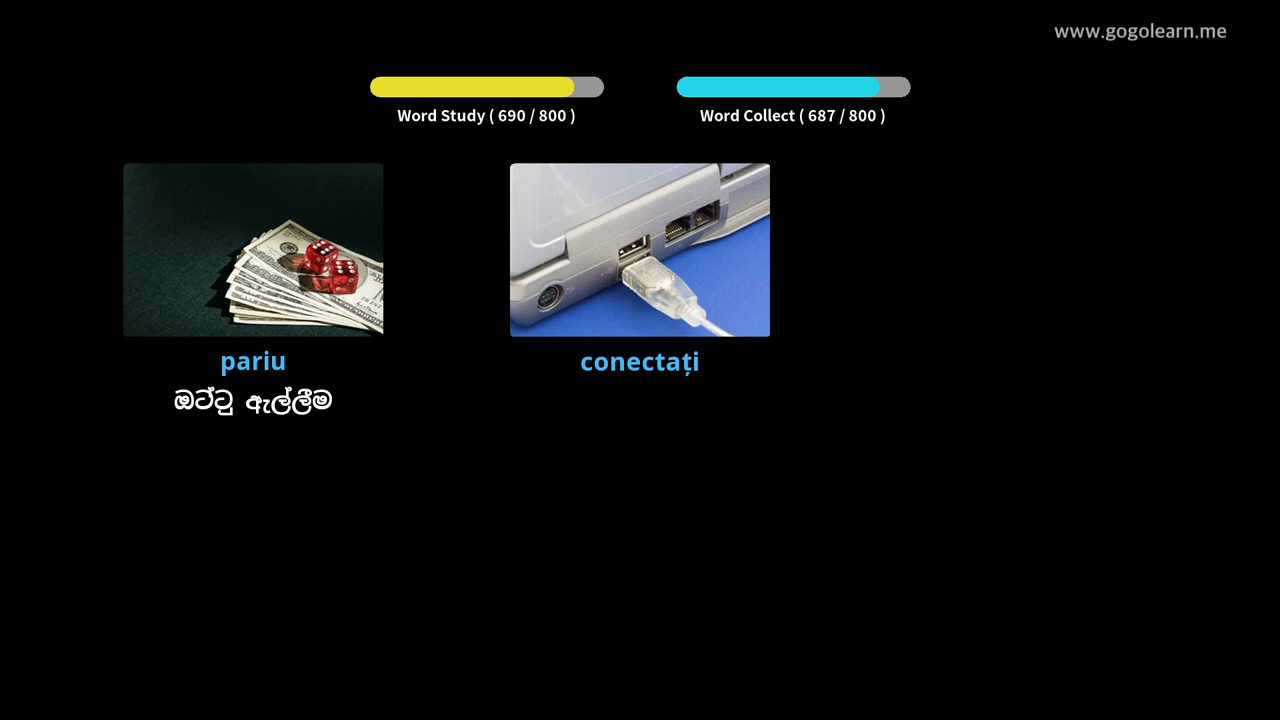 www.gogolearn.me
Word Study ( 690 / 800 )
Word Collect ( 687 / 800 )
pariu
ඔට්ටු ඇල්ලීම
conectați